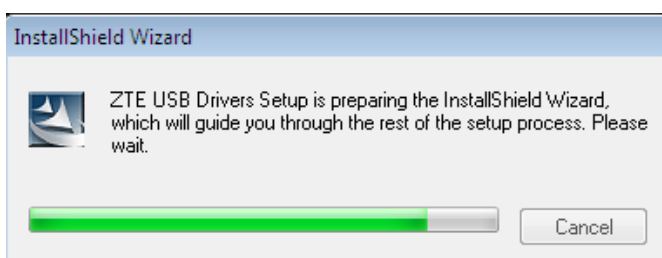 InstallShield Wizard
ZTE USB Drivers Setup is preparing the InstallShield Wizard,
which will guide you through the rest of the setup process. Please
wait.
Cancel